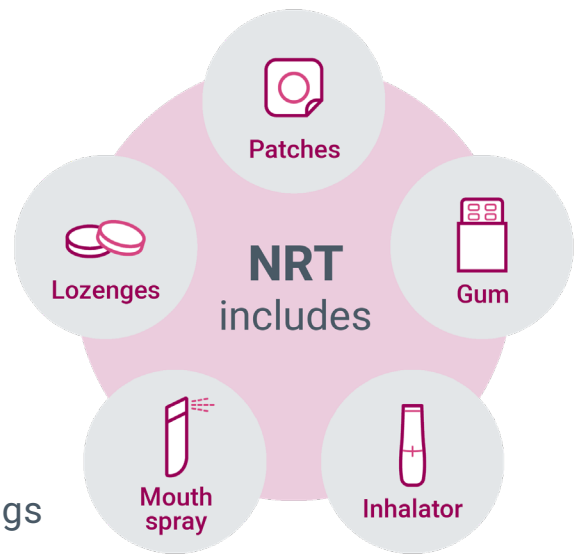 Patches
NRT
includes
Lozenges
Gum
Mouth
spray
Inhalator
gs